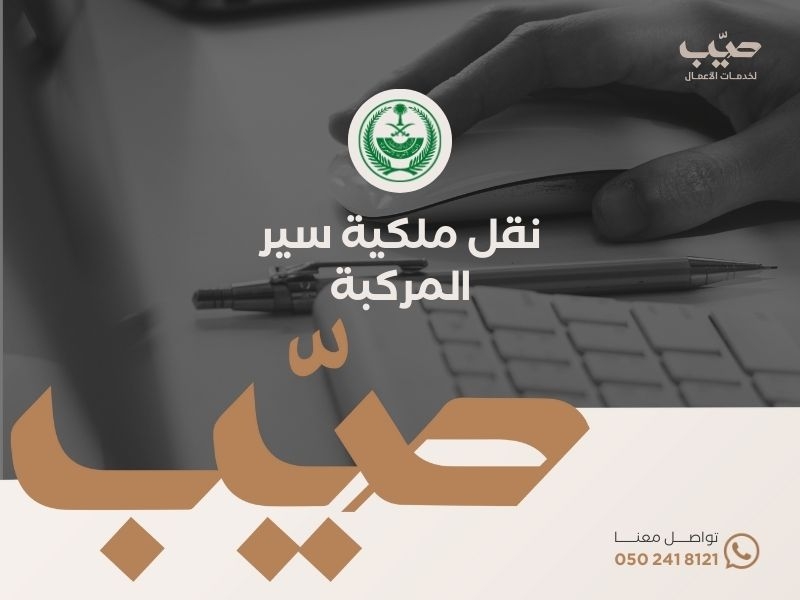 صيّب
لخدمات الأعمال
نقل ملكية سير
المركبة
صيّب
تواصل معنا
050 241 8121